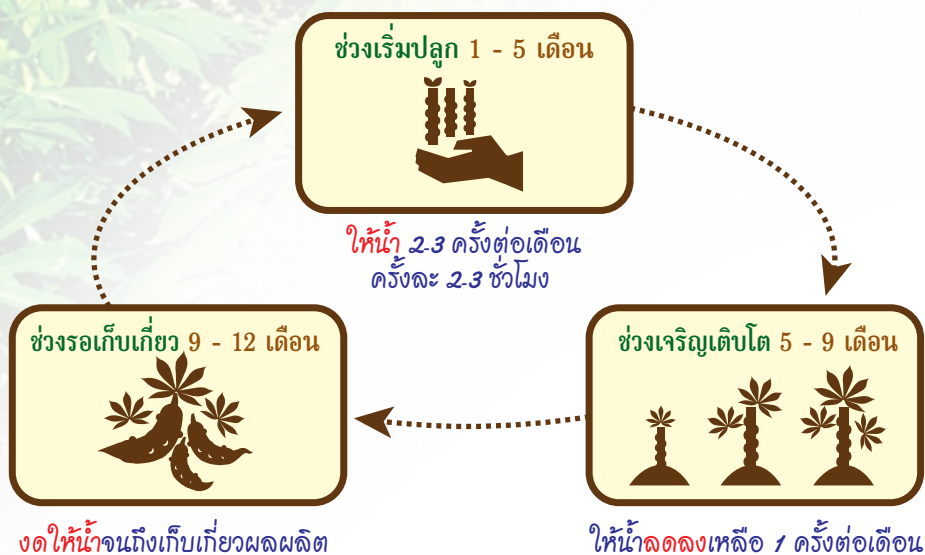 ช่วงเริ่มปลูก 1 - 5 เดือน
ให้น้ำ 2-3 ครั้งต่อเดือน
ครั้งละ 2-3 ชั่วโมง
ช่วงเจริญเติบโต 5 - 9 เดือน
ให้น้ำลดลงเหลือ 1 ครั้งต่อเดือน
ช่วงรอเก็บเกี่ยว 9 - 12 เดือน
งดให้น้ำจนถึงเก็บเกี่ยวผลผลิต